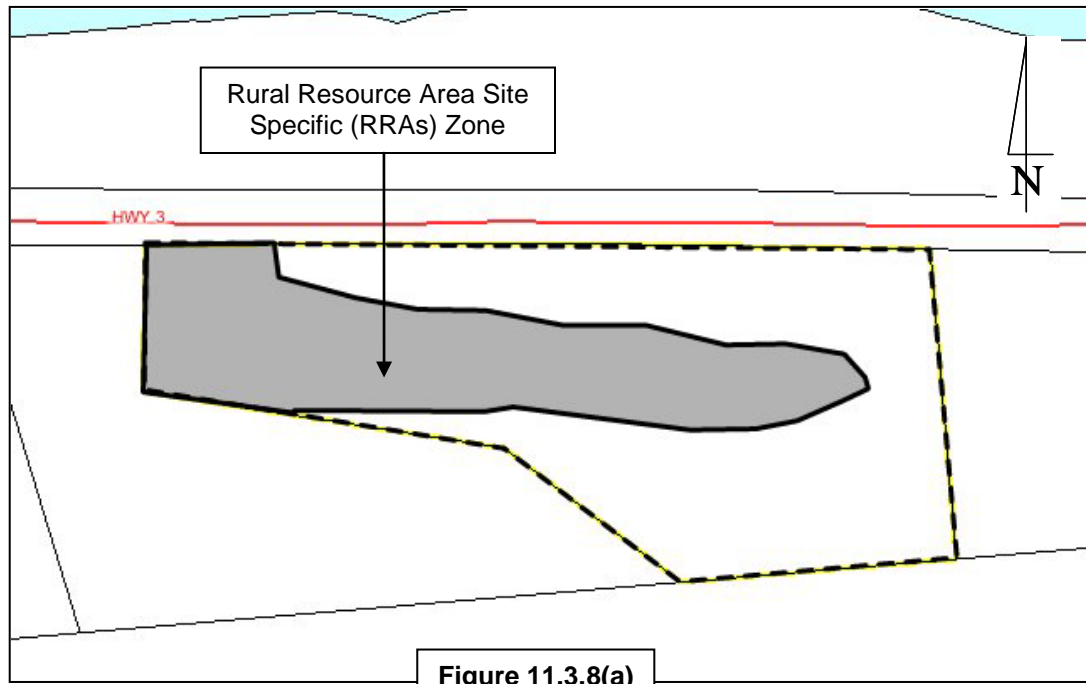 Rural Resource Area Site
Specific (RRAs) Zone
N
HWY 3
Figure 11.3.8(a)